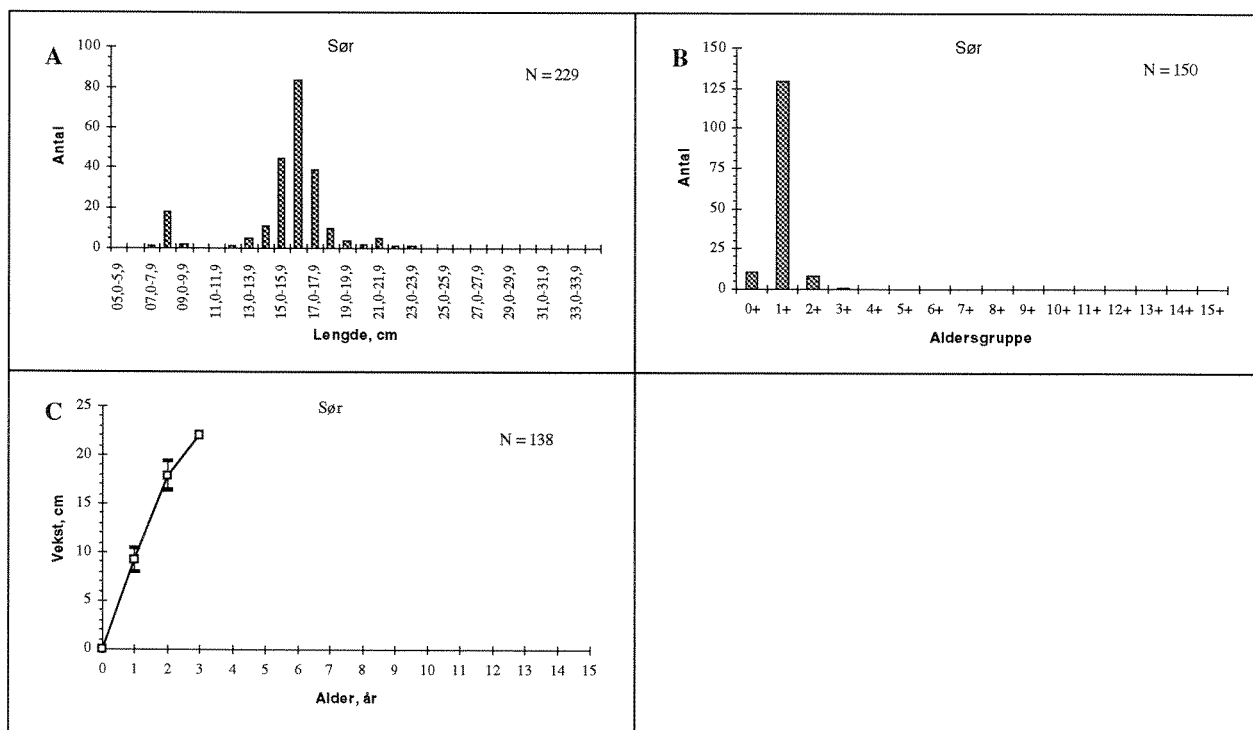 A
Sør
N = 229
Antal
100
80
60
40
20
0
05,0-5,9
07,0-7,9
09,0-9,9
11,0-11,9
13,0-13,9
15,0-15,9
17,0-17,9
19,0-19,9
21,0-21,9
23,0-23,9
25,0-25,9
27,0-27,9
29,0-29,9
31,0-31,9
33,0-33,9
Lengde, cm
B
Sør
N = 150
Antal
150
125
100
75
50
25
0
0+ 1+ 2+ 3+ 4+ 5+ 6+ 7+ 8+ 9+ 10+ 11+ 12+ 13+ 14+ 15+
Aldersgruppe
C
Sør
N = 138
Vekst, cm
25
20
15
10
5
0
0 1 2 3 4 5 6 7 8 9 10 11 12 13 14 15
Alder, år